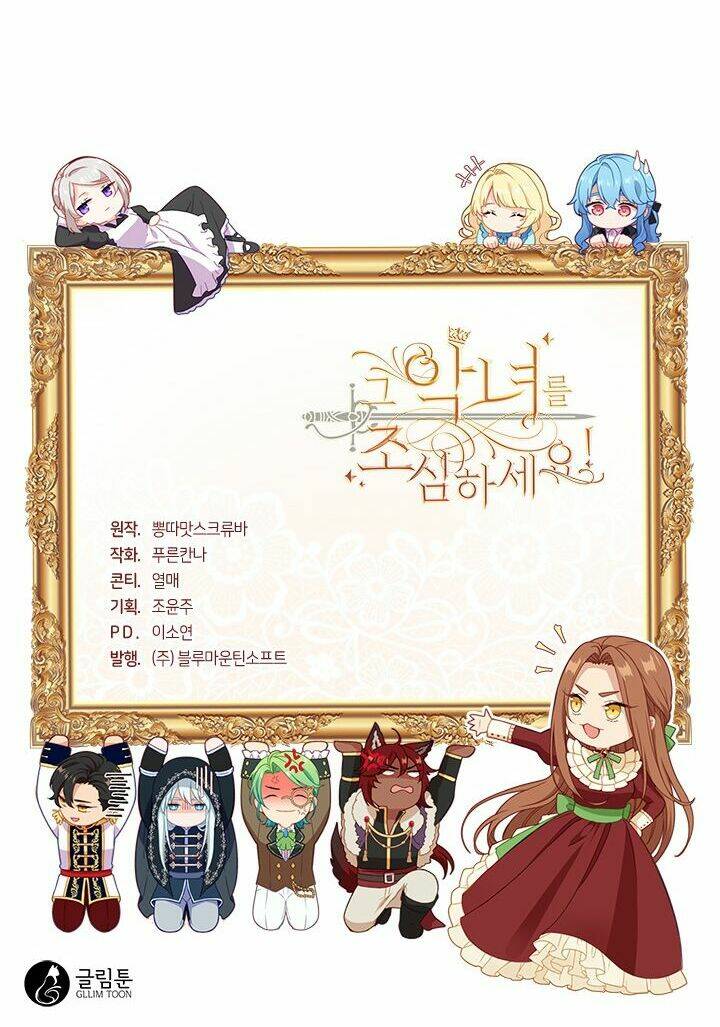 그 악녀를
조심하세요!
원작. 뽕따맛스크류바
작화. 푸른칸나
콘티. 열매
기획. 조윤주
PD. 이소연
발행. (주)블루마운틴소프트
글림툰
GLLIM TOON